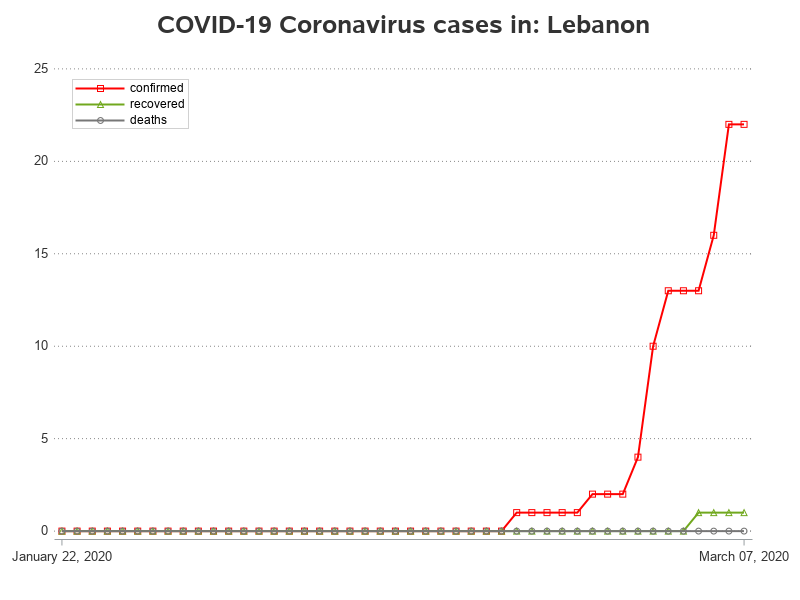 COVID-19 Coronavirus cases in: Lebanon
25
confirmed
recovered
deaths
20
15
10
5
0
January 22, 2020
March 07, 2020